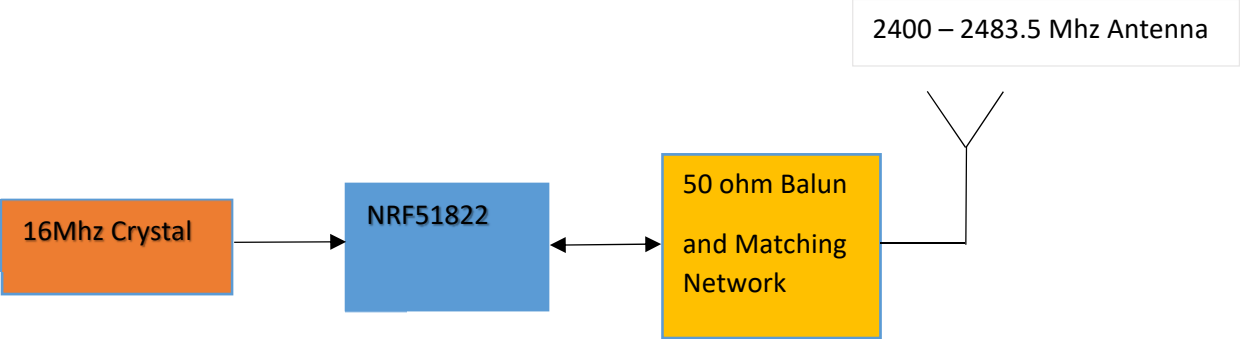 2400 – 2483.5 Mhz Antenna
16Mhz Crystal
NRF51822
50 ohm Balun
and Matching
Network